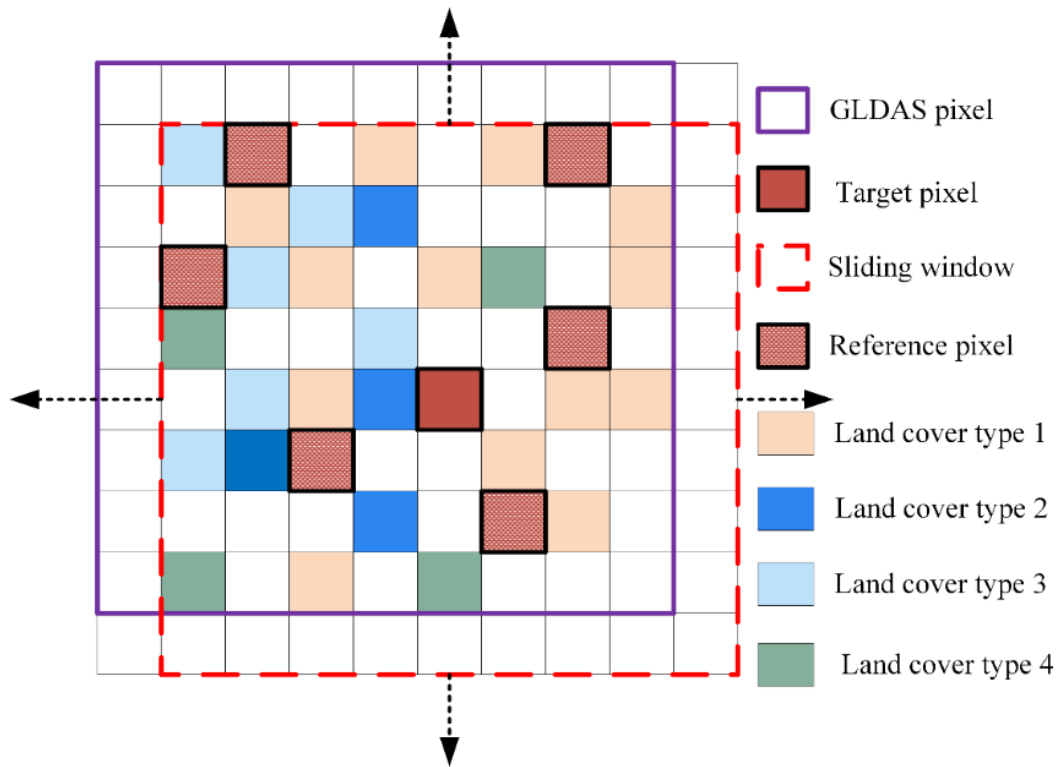 GLDAS pixel
Target pixel
Sliding window
Reference pixel
Land cover type 1
Land cover type 2
Land cover type 3
Land cover type 4